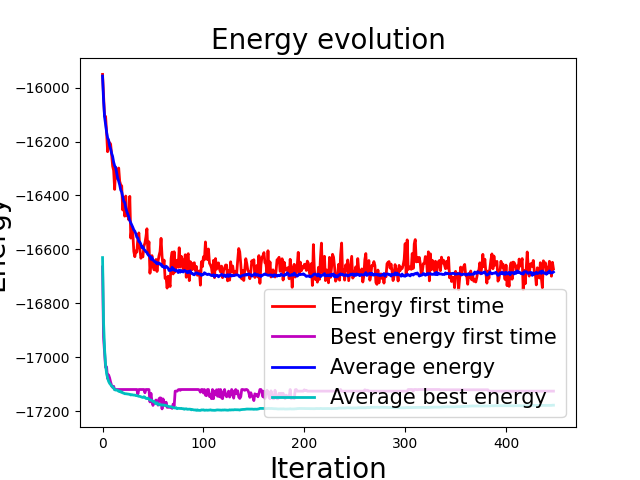 Energy evolution
Energy
−16000
−16200
−16400
−16600
−16800
−17000
−17200
0
100
200
300
400
Iteration
Energy first time
Best energy first time
Average energy
Average best energy